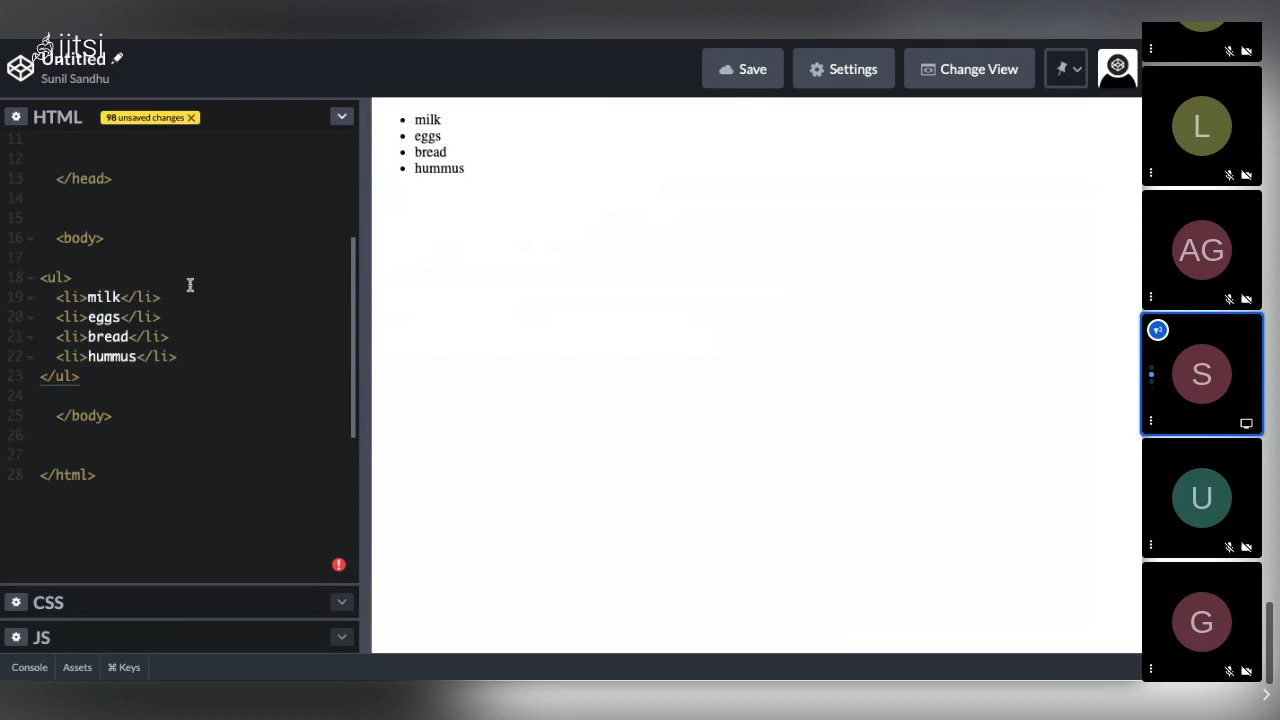 jitsi
Untitled
Sunil Sandhu
Save
Settings
Change View
HTML
98 unsaved changes X
11
12
13 </head>
14
15
16 <body>
17
18 <ul>
19 <li>milk</li>
20 <li>eggs</li>
21 <li>bread</li>
22 <li>hummus</li>
23 </ul>
24
25 </body>
26
27
28 </html>
CSS
JS
Console Assets ⌘ Keys
• milk
• eggs
• bread
• hummus
L
AG
S
U
G